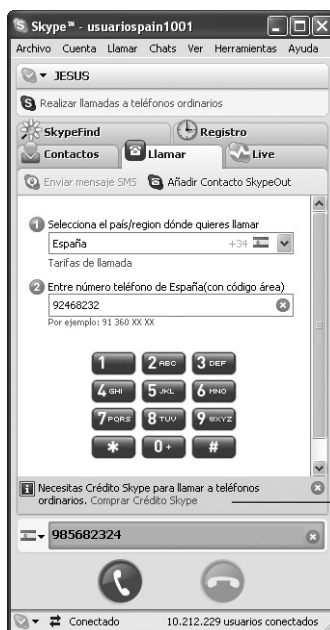 Skype™ - usuariospain1001
Archivo Cuenta Llamar Chats Ver Herramientas Ayuda
JESUS
Realizar llamadas a teléfonos ordinarios
SkypeFind Registro
Contactos Llamar Live
Enviar mensaje SMS Añadir Contacto SkypeOut
1 Selecciona el país/region dónde quieres llamar
España +34
Tarifas de llamada
2 Entre número teléfono de España(con código área)
92468232
Por ejemplo: 91 360 XX XX
1 2 ABC 3 DEF
4 GHI 5 JKL 6 MNO
7 PQRS 8 TUV 9 WXYZ
* 0+ #
Necesitas Crédito Skype para llamar a teléfonos
ordinarios. Comprar Crédito Skype
985682324
Conectado 10.212.229 usuarios conectados